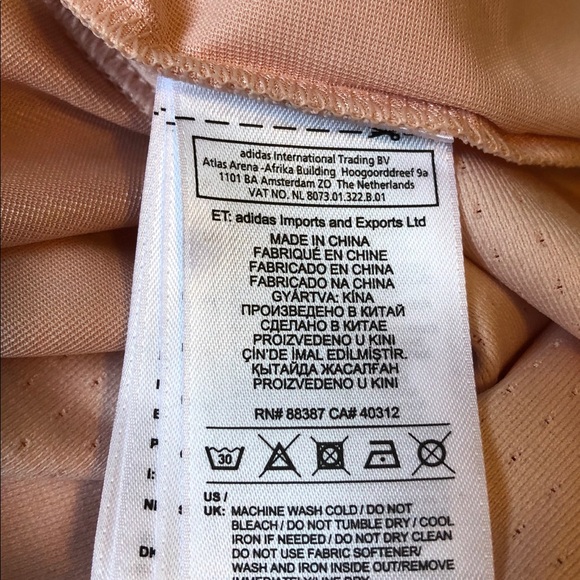 adidas International Trading BV
Atlas Arena -Afrika Building Hoogoorddreef 9a
1101 BA Amsterdam ZO The Netherlands
VAT NO. NL 8073.01.322.B.01
ET: adidas Imports and Exports Ltd
MADE IN CHINA
FABRIQUÉ EN CHINE
FABRICADO EN CHINA
FABRICADO NA CHINA
GYÁRTVA: KÍNA
ПРОИЗВЕДЕНО В КИТАЙ
СДЕЛАНО В КИТАЕ
PROIZVEDENO U KINI
ÇİN'DE İMAL EDİLMİŞTİR.
ҚЫТАЙДА ЖАСАЛҒАН
PROIZVEDENO U KINI
RN# 88387 CA# 40312
30
US /
UK: MACHINE WASH COLD / DO NOT
BLEACH / DO NOT TUMBLE DRY / COOL
IRON IF NEEDED / DO NOT DRY CLEAN
DO NOT USE FABRIC SOFTENER/
WASH AND IRON INSIDE OUT/REMOVE